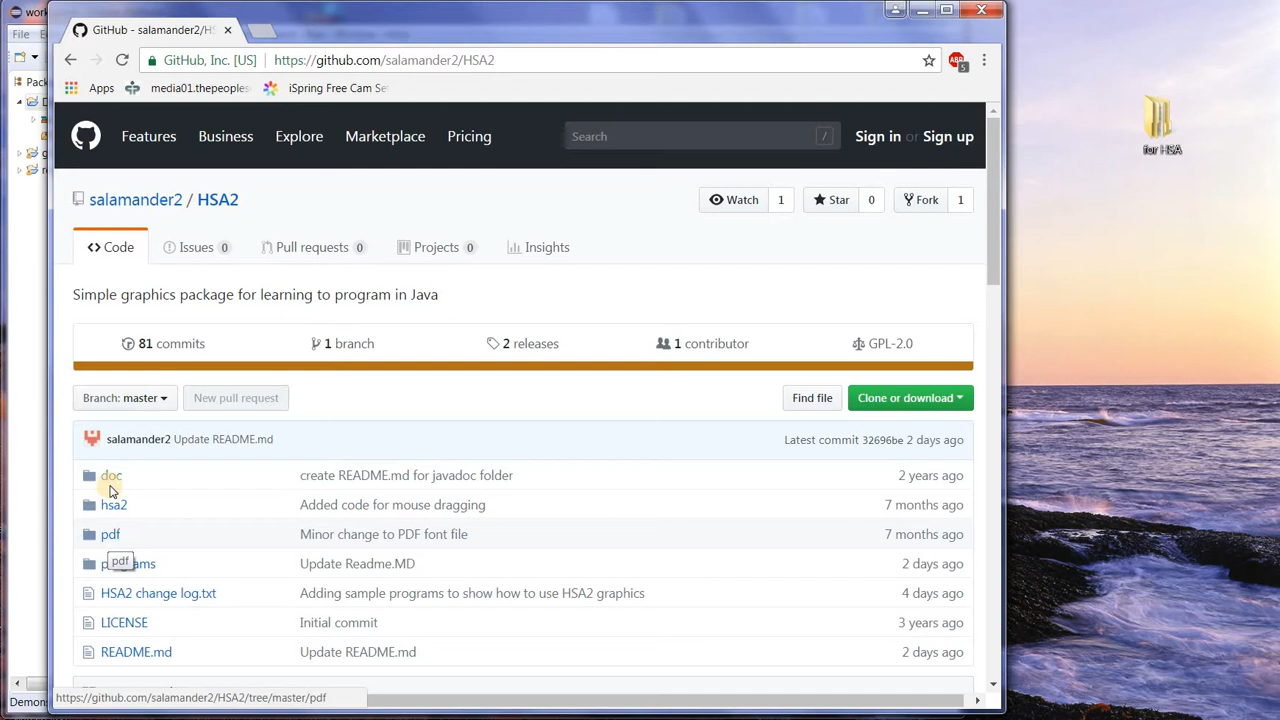 work
GitHub - salamander2/HS
File
GitHub, Inc. [US] https://github.com/salamander2/HSA2
5
Pack
Apps media01.thepeoples iSpring Free Cam Se
Features Business Explore Marketplace Pricing Search / Sign in or Sign up
for HSA
salamander2 / HSA2 Watch 1 Star 0 Fork 1
Code Issues 0 Pull requests 0 Projects 0 Insights
Simple graphics package for learning to program in Java
81 commits 1 branch 2 releases 1 contributor GPL-2.0
Branch: master New pull request Find file Clone or download
salamander2 Update README.md Latest commit 32696be 2 days ago
doc create README.md for javadoc folder 2 years ago
hsa2 Added code for mouse dragging 7 months ago
pdf Minor change to PDF font file 7 months ago
pdf
p ams Update Readme.MD 2 days ago
HSA2 change log.txt Adding sample programs to show how to use HSA2 graphics 4 days ago
LICENSE Initial commit 3 years ago
README.md Update README.md 2 days ago
https://github.com/salamander2/HSA2/tree/master/pdf
Demons